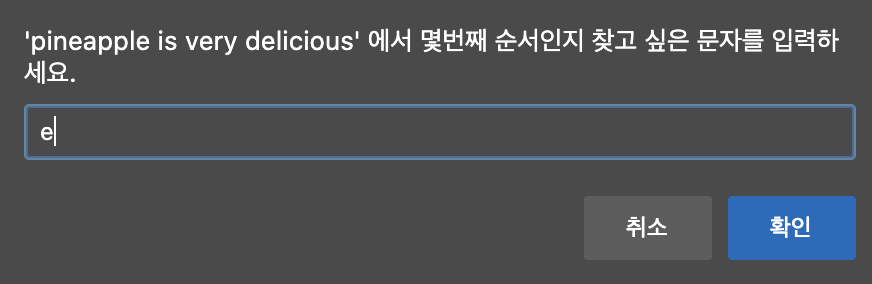 'pineapple is very delicious' 에서 몇번째 순서인지 찾고 싶은 문자를 입력하
세요.
e
취소 확인